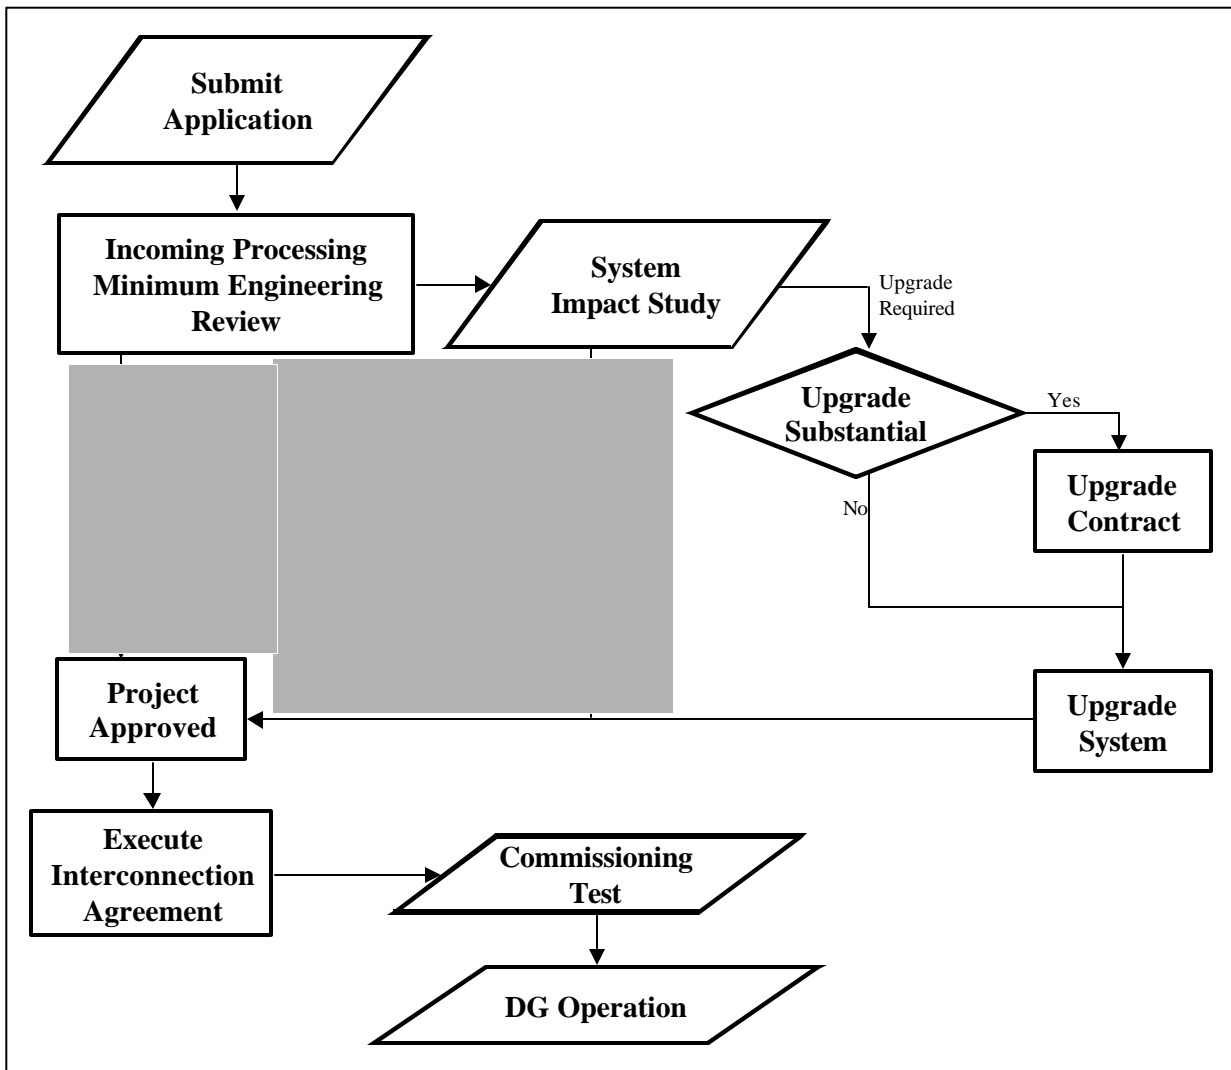 Submit
Application
Incoming Processing
Minimum Engineering
Review
System
Impact Study
Upgrade
Required
Upgrade
Substantial
Yes
No
Upgrade
Contract
Project
Approved
Upgrade
System
Execute
Interconnection
Agreement
Commissioning
Test
DG Operation